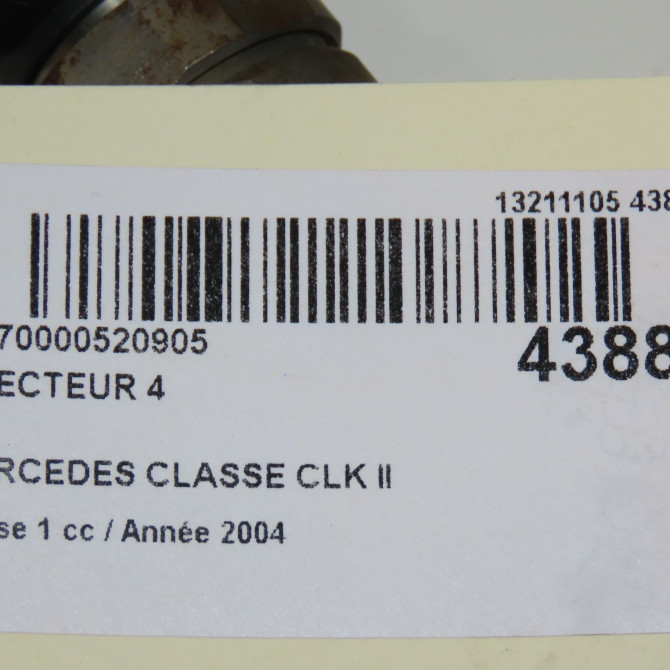 13211105 438
70000520905
4388
ECTEUR 4
RCEDES CLASSE CLK II
se 1 cc / Année 2004